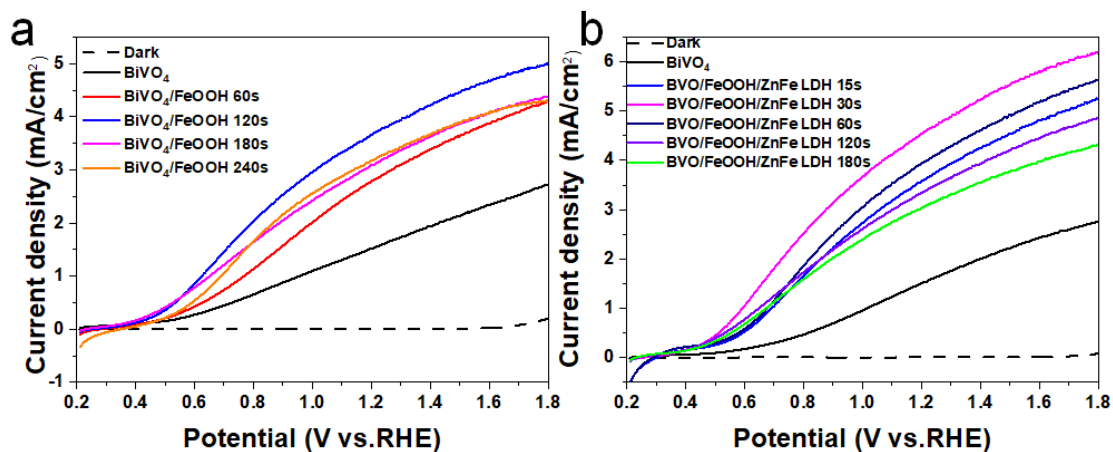 a
Current density (mA/cm²)
5
4
3
2
1
0
-1
Dark
BiVO₄
BiVO₄/FeOOH 60s
BiVO₄/FeOOH 120s
BiVO₄/FeOOH 180s
BiVO₄/FeOOH 240s
0.2 0.4 0.6 0.8 1.0 1.2 1.4 1.6 1.8
Potential (V vs.RHE)
b
Current density (mA/cm²)
6
5
4
3
2
1
0
Dark
BiVO₄
BVO/FeOOH/ZnFe LDH 15s
BVO/FeOOH/ZnFe LDH 30s
BVO/FeOOH/ZnFe LDH 60s
BVO/FeOOH/ZnFe LDH 120s
BVO/FeOOH/ZnFe LDH 180s
0.2 0.4 0.6 0.8 1.0 1.2 1.4 1.6 1.8
Potential (V vs.RHE)